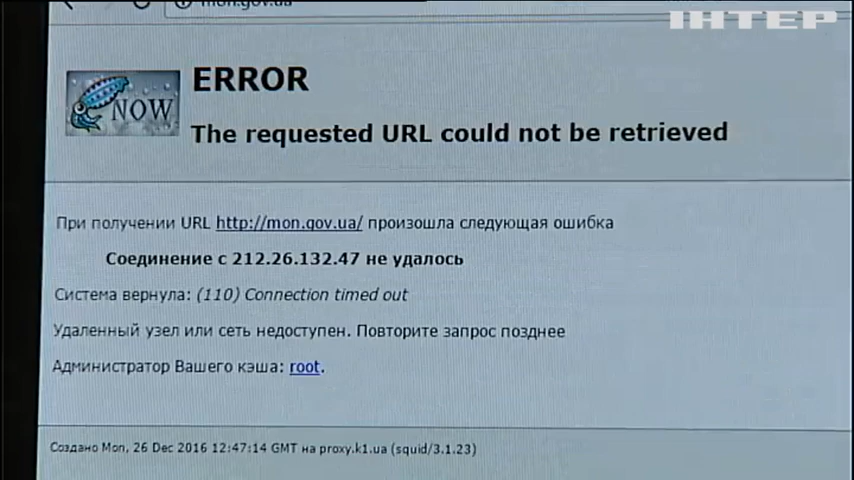 mon.gov.ua
ІНТЕР
NOW
ERROR
The requested URL could not be retrieved
При получении URL http://mon.gov.ua/ произошла следующая ошибка
Соединение с 212.26.132.47 не удалось
Система вернула: (110) Connection timed out
Удаленный узел или сеть недоступен. Повторите запрос позднее
Администратор Вашего кэша: root.
Создано Mon, 26 Dec 2016 12:47:14 GMT на proxy.k1.ua (squid/3.1.23)